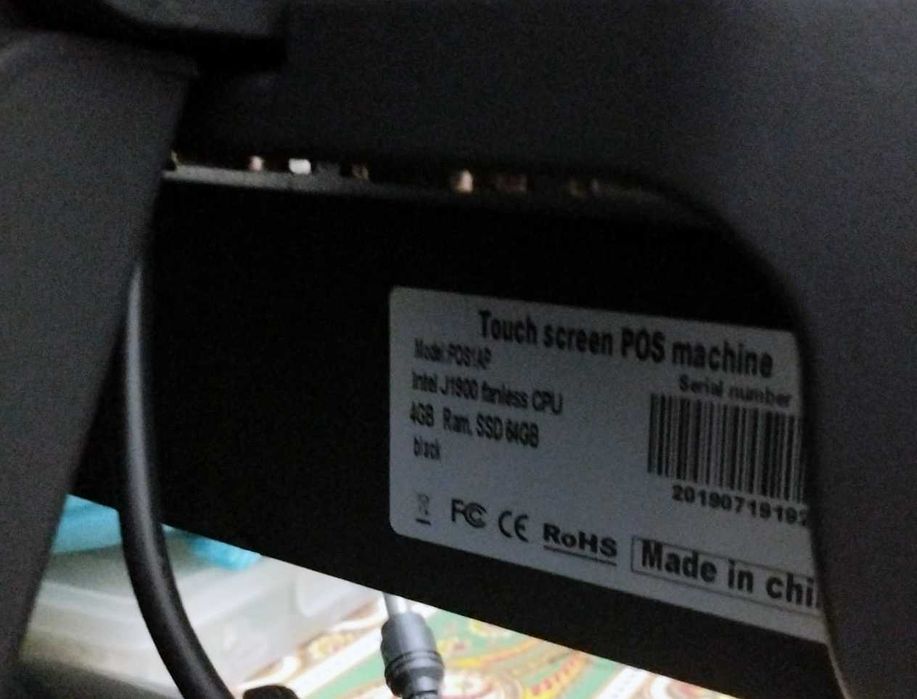 Touch screen POS machine
Model:POS1AP
Intel J1900 fanless CPU
4GB Ram. SSD 64GB
black
Serial number
20190719192
FC CE RoHS
Made in chi